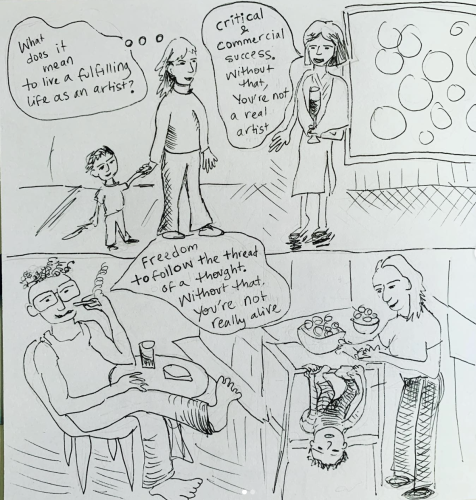 What
does it
mean
to live a fulfilling
life as an artist?
critical
&
commercial
success.
Without
that,
You're not
a real
artist
Freedom
to follow the thread
of a thought.
Without that,
You're not
really alive